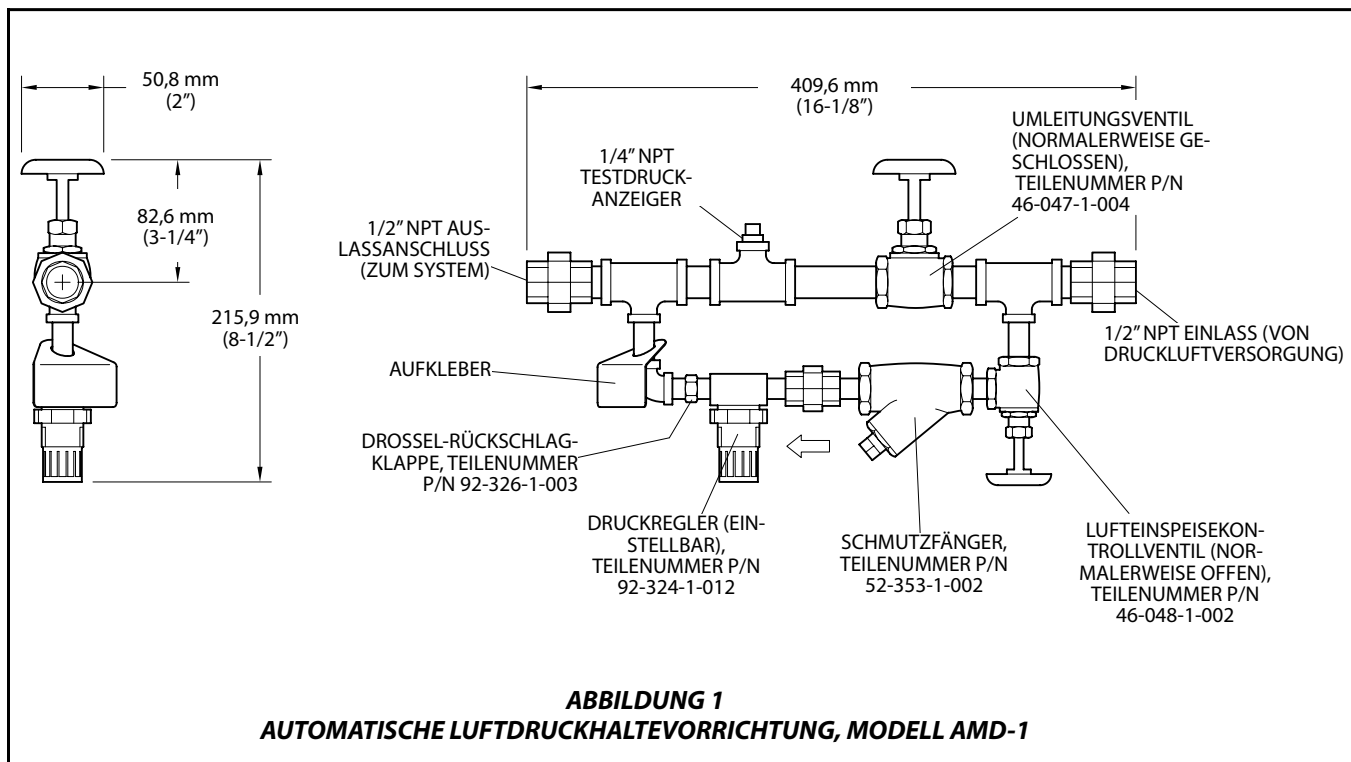 50,8 mm
(2”)
82,6 mm
(3-1/4”)
215,9 mm
(8-1/2”)
409,6 mm
(16-1/8”)
1/4” NPT
TESTDRUCK-
ANZEIGER
UMLEITUNGSVENTIL
(NORMALERWEISE GE-
SCHLOSSEN),
TEILENUMMER P/N
46-047-1-004
1/2” NPT AUS-
LASSANSCHLUSS
(ZUM SYSTEM)
1/2” NPT EINLASS (VON
DRUCKLUFTVERSORGUNG)
AUFKLEBER
DROSSEL-RÜCKSCHLAG-
KLAPPE, TEILENUMMER
P/N 92-326-1-003
DRUCKREGLER (EIN-
STELLBAR),
TEILENUMMER P/N
92-324-1-012
SCHMUTZFÄNGER,
TEILENUMMER P/N
52-353-1-002
LUFTEINSPEISEKON-
TROLLVENTIL (NOR-
MALERWEISE OFFEN),
TEILENUMMER P/N
46-048-1-002
ABBILDUNG 1
AUTOMATISCHE LUFTDRUCKHALTEVORRICHTUNG, MODELL AMD-1